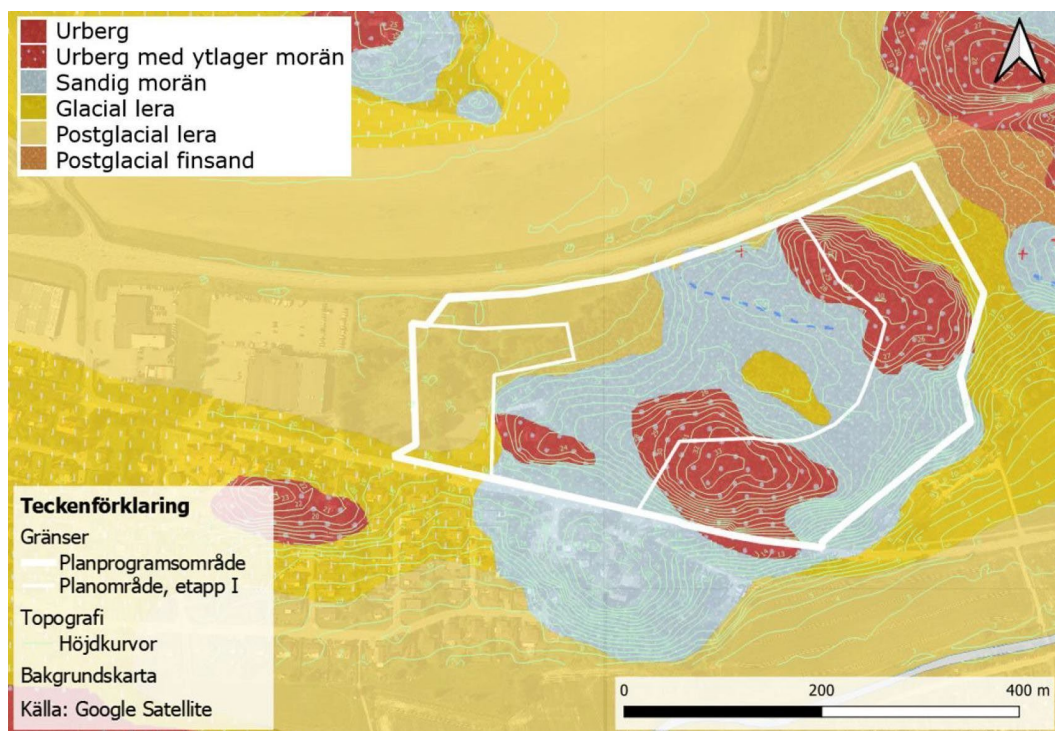 Urberg
Urberg med ytlager morän
Sandig morän
Glacial lera
Postglacial lera
Postglacial finsand
Teckenförklaring
Gränser
Planprogramsområde
Planområde, etapp I
Topografi
Höjdkurvor
Bakgrundskarta
Källa: Google Satellite
0 200 400 m